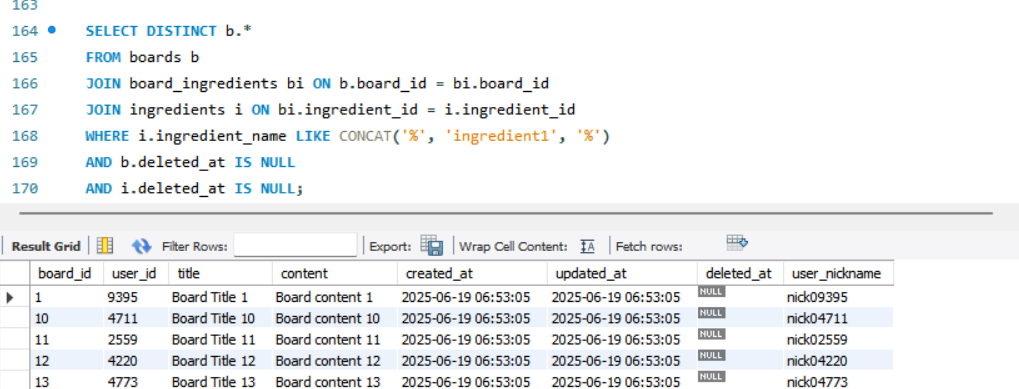 163
164 SELECT DISTINCT b.*
165 FROM boards b
166 JOIN board_ingredients bi ON b.board_id = bi.board_id
167 JOIN ingredients i ON bi.ingredient_id = i.ingredient_id
168 WHERE i.ingredient_name LIKE CONCAT('%', 'ingredient1', '%')
169 AND b.deleted_at IS NULL
170 AND i.deleted_at IS NULL;
Result Grid Filter Rows: Export: Wrap Cell Content: IA Fetch rows:
board_id user_id title content created_at updated_at deleted_at user_nickname
1 9395 Board Title 1 Board content 1 2025-06-19 06:53:05 2025-06-19 06:53:05 NULL nick09395
10 4711 Board Title 10 Board content 10 2025-06-19 06:53:05 2025-06-19 06:53:05 NULL nick04711
11 2559 Board Title 11 Board content 11 2025-06-19 06:53:05 2025-06-19 06:53:05 NULL nick02559
12 4220 Board Title 12 Board content 12 2025-06-19 06:53:05 2025-06-19 06:53:05 NULL nick04220
13 4773 Board Title 13 Board content 13 2025-06-19 06:53:05 2025-06-19 06:53:05 NULL nick04773